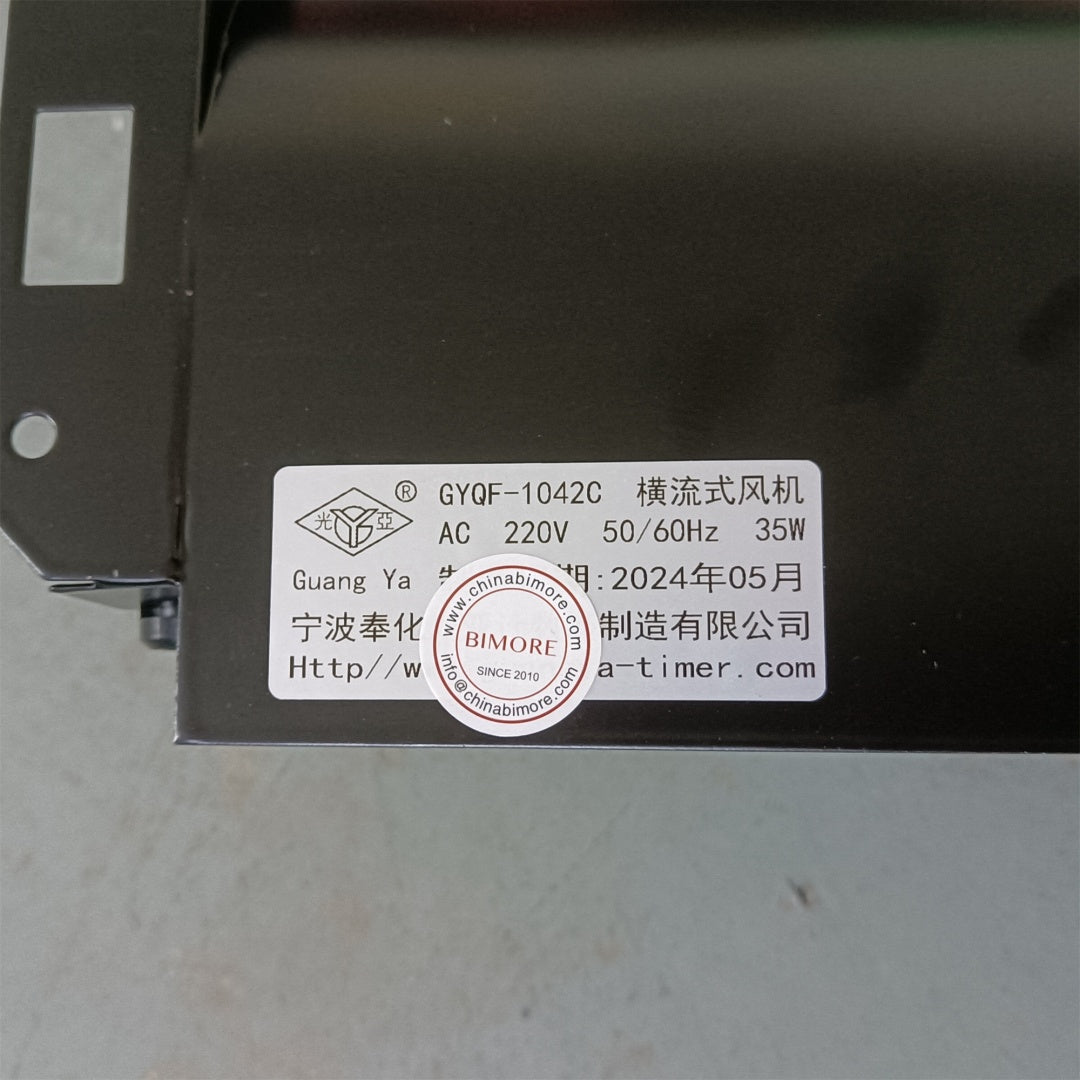 光亞 ® GYQF-1042C 横流式风机
AC 220V 50/60Hz 35W
Guang Ya 期:2024年05月
宁波奉化 制造有限公司
Http//w a-timer.com
www.chinabimore.com
BIMORE
SINCE 2010
info@chinabimore.com